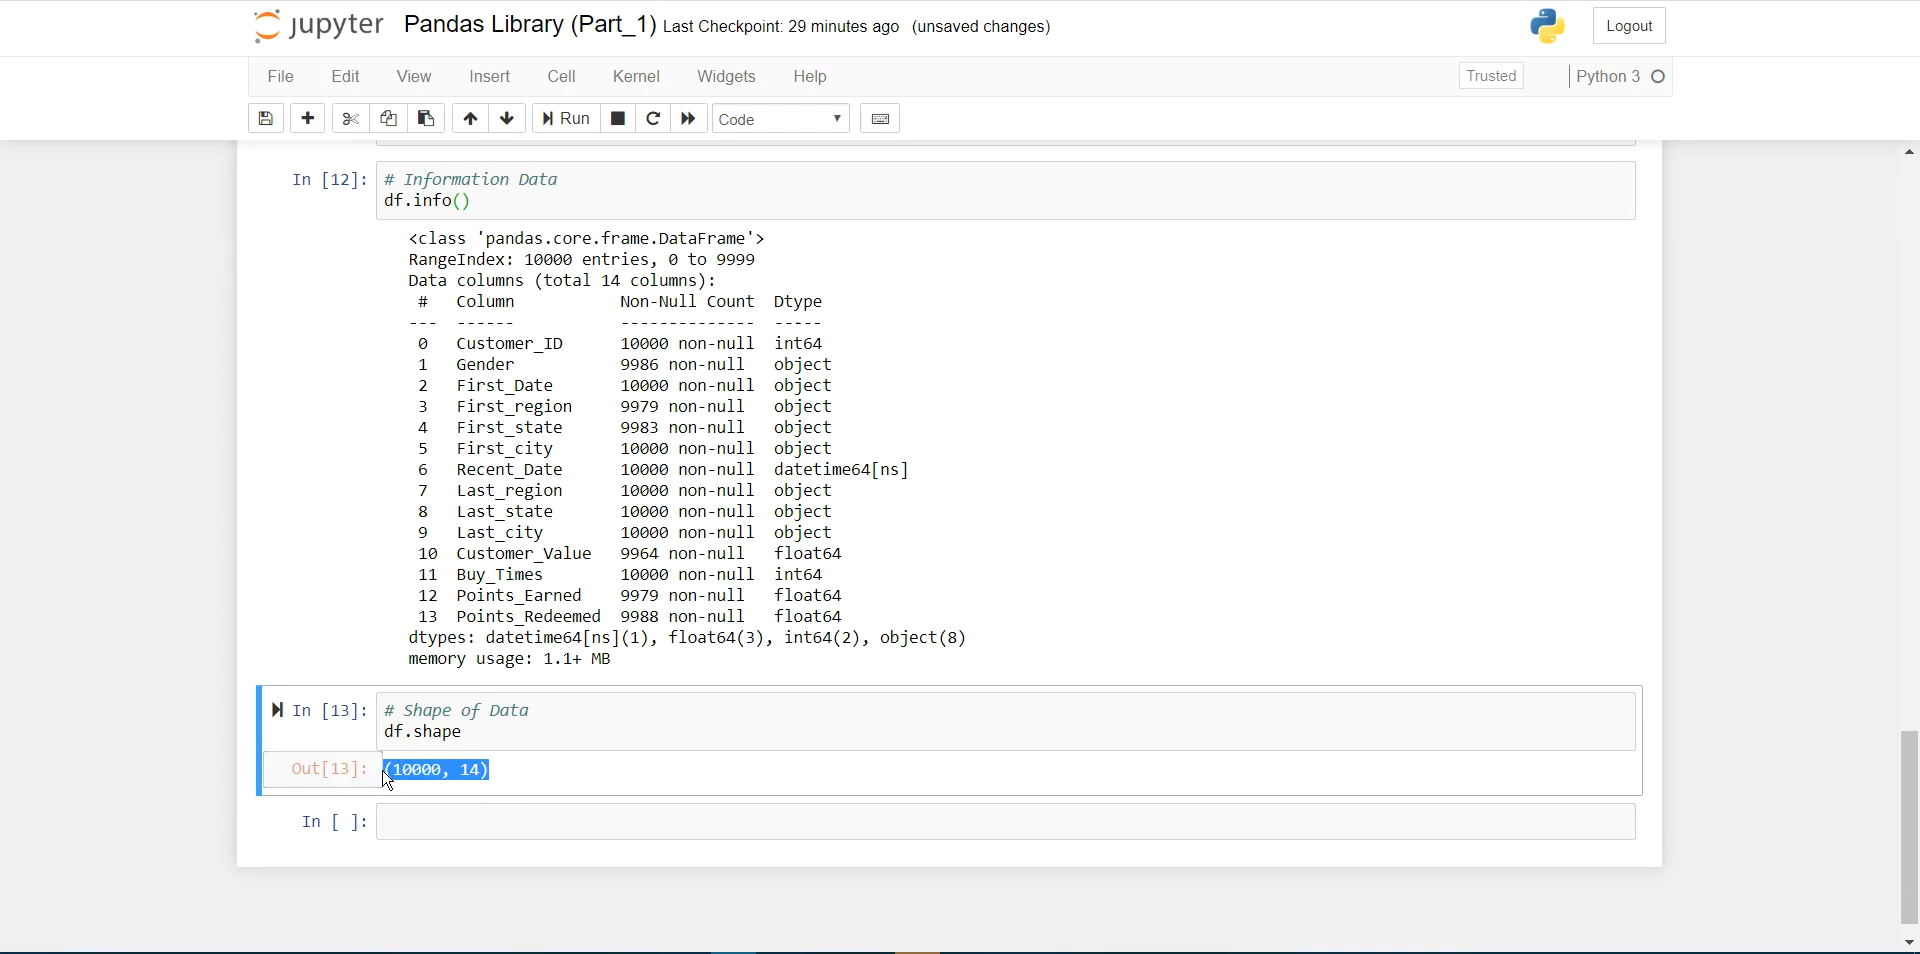 jupyter Pandas Library (Part_1) Last Checkpoint: 29 minutes ago (unsaved changes) Logout
File Edit View Insert Cell Kernel Widgets Help Trusted Python 3
Run Code
In [12]: # Information Data
df.info()
<class 'pandas.core.frame.DataFrame'>
RangeIndex: 10000 entries, 0 to 9999
Data columns (total 14 columns):
# Column Non-Null Count Dtype
--- ------ -------------- -----
0 Customer_ID 10000 non-null int64
1 Gender 9986 non-null object
2 First_Date 10000 non-null object
3 First_region 9979 non-null object
4 First_state 9983 non-null object
5 First_city 10000 non-null object
6 Recent_Date 10000 non-null datetime64[ns]
7 Last_region 10000 non-null object
8 Last_state 10000 non-null object
9 Last_city 10000 non-null object
10 Customer_Value 9964 non-null float64
11 Buy_Times 10000 non-null int64
12 Points_Earned 9979 non-null float64
13 Points_Redeemed 9988 non-null float64
dtypes: datetime64[ns](1), float64(3), int64(2), object(8)
memory usage: 1.1+ MB
In [13]: # Shape of Data
df.shape
Out[13]: (10000, 14)
In [ ]: